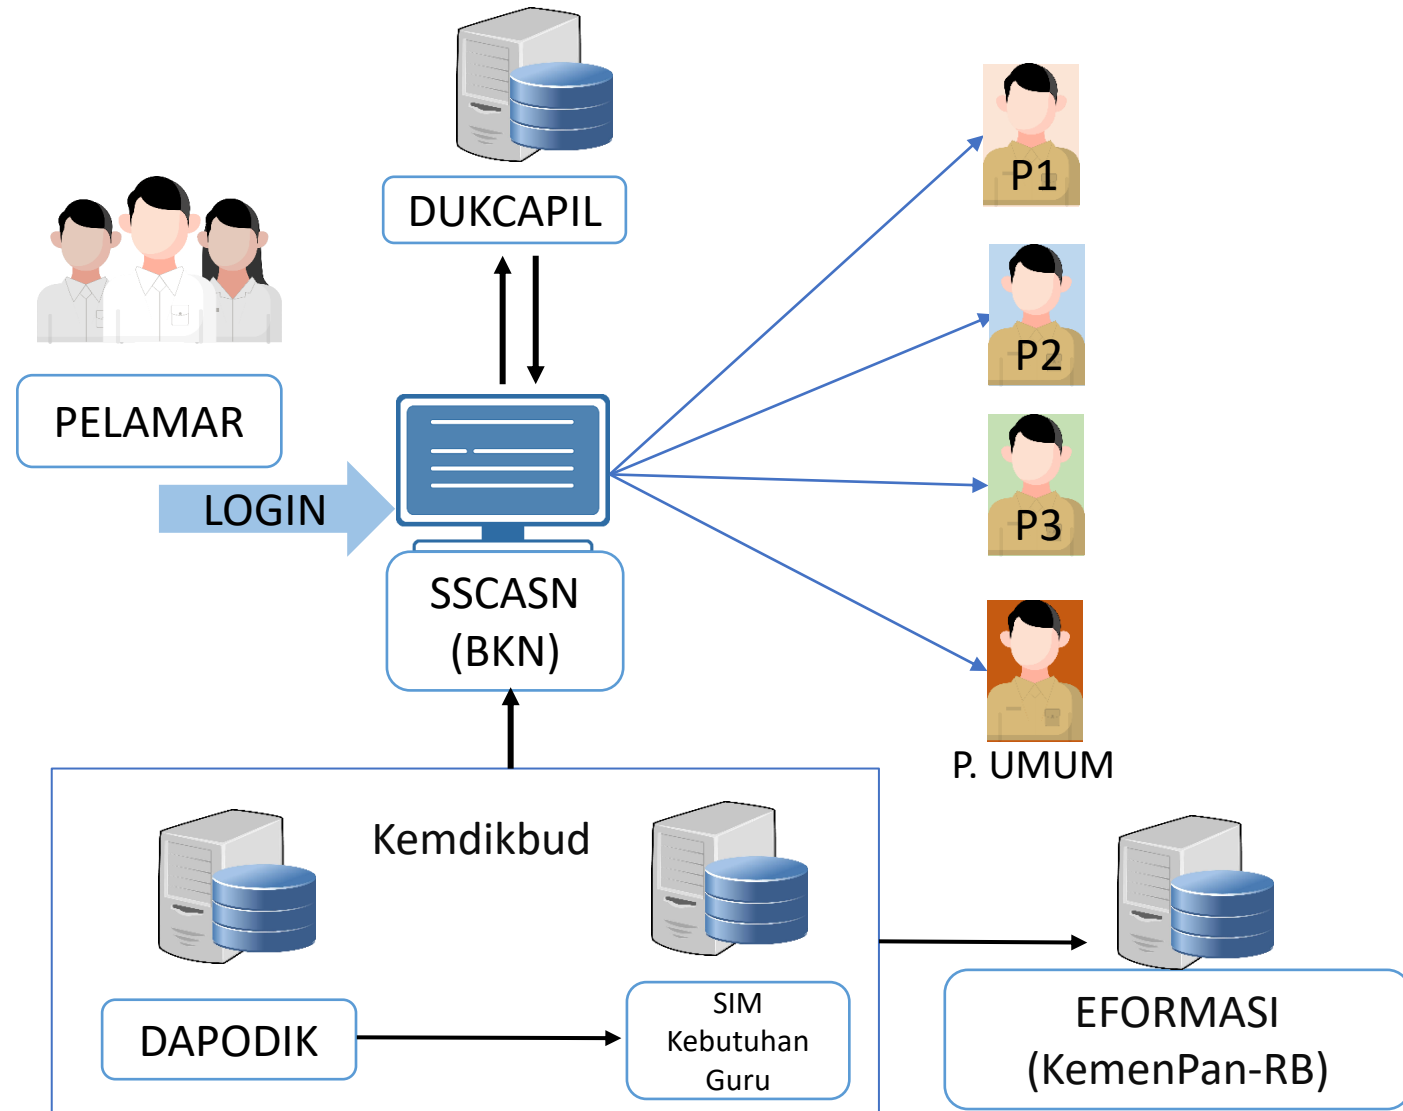 DUKCAPIL
PELAMAR
LOGIN
SSCASN
(BKN)
P1
P2
P3
P. UMUM
Kemdikbud
DAPODIK
SIM
Kebutuhan
Guru
EFORMASI
(KemenPan-RB)